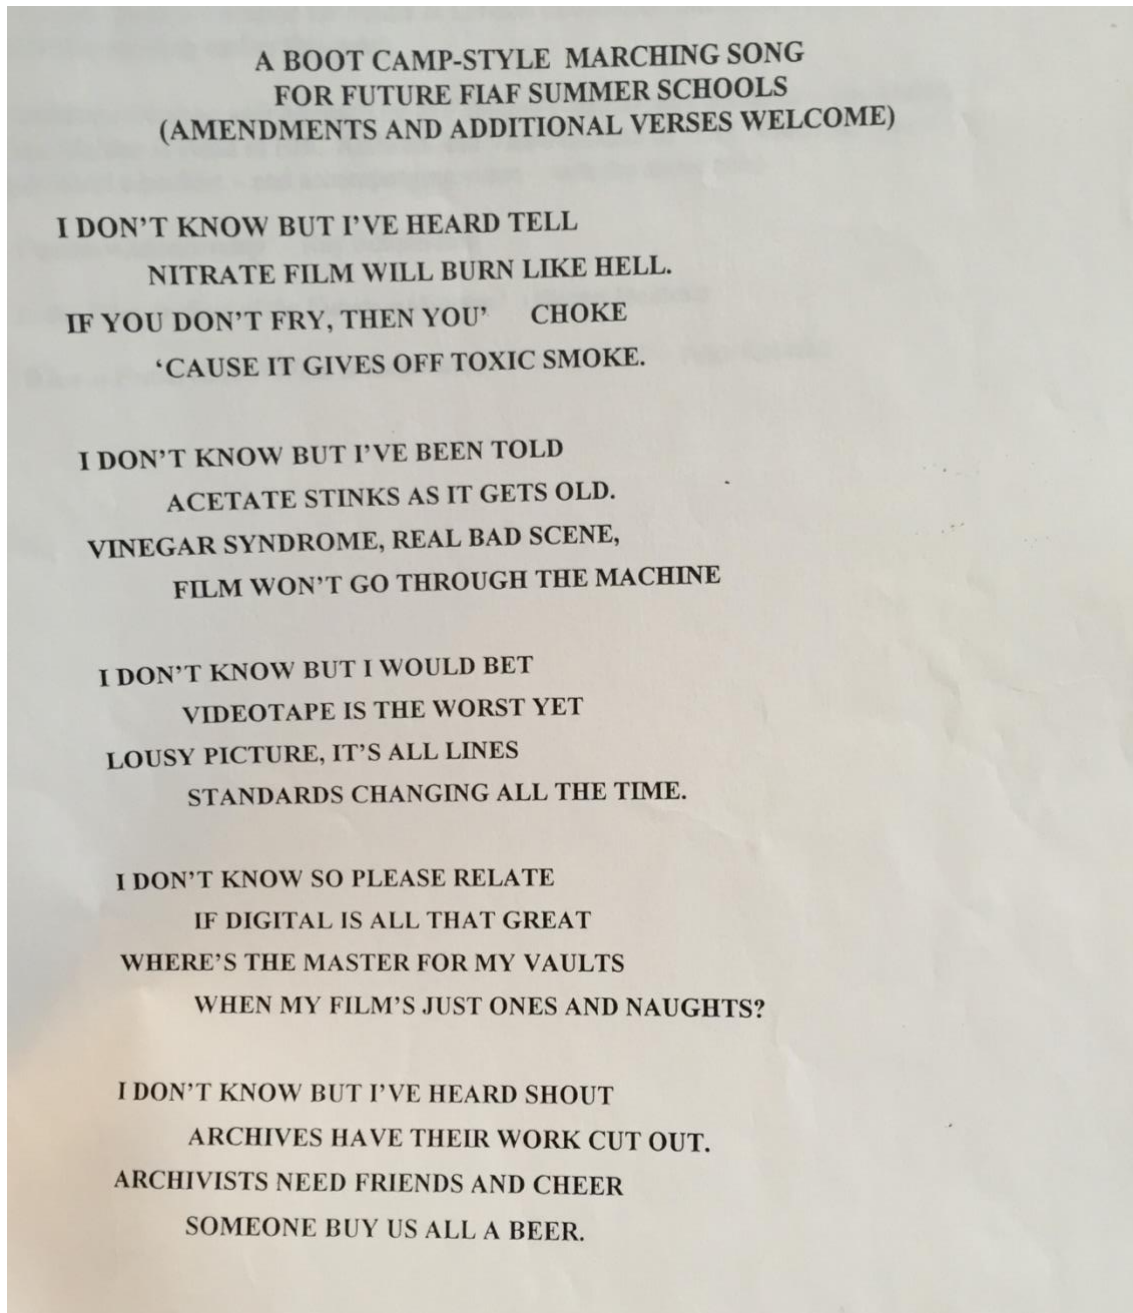 A BOOT CAMP-STYLE MARCHING SONG
FOR FUTURE FIAF SUMMER SCHOOLS
(AMENDMENTS AND ADDITIONAL VERSES WELCOME)
I DON'T KNOW BUT I'VE HEARD TELL
NITRATE FILM WILL BURN LIKE HELL.
IF YOU DON'T FRY, THEN YOU' CHOKE
'CAUSE IT GIVES OFF TOXIC SMOKE.
I DON'T KNOW BUT I'VE BEEN TOLD
ACETATE STINKS AS IT GETS OLD.
VINEGAR SYNDROME, REAL BAD SCENE,
FILM WON'T GO THROUGH THE MACHINE
I DON'T KNOW BUT I WOULD BET
VIDEOTAPE IS THE WORST YET
LOUSY PICTURE, IT'S ALL LINES
STANDARDS CHANGING ALL THE TIME.
I DON'T KNOW SO PLEASE RELATE
IF DIGITAL IS ALL THAT GREAT
WHERE'S THE MASTER FOR MY VAULTS
WHEN MY FILM'S JUST ONES AND NAUGHTS?
I DON'T KNOW BUT I'VE HEARD SHOUT
ARCHIVES HAVE THEIR WORK CUT OUT.
ARCHIVISTS NEED FRIENDS AND CHEER
SOMEONE BUY US ALL A BEER.